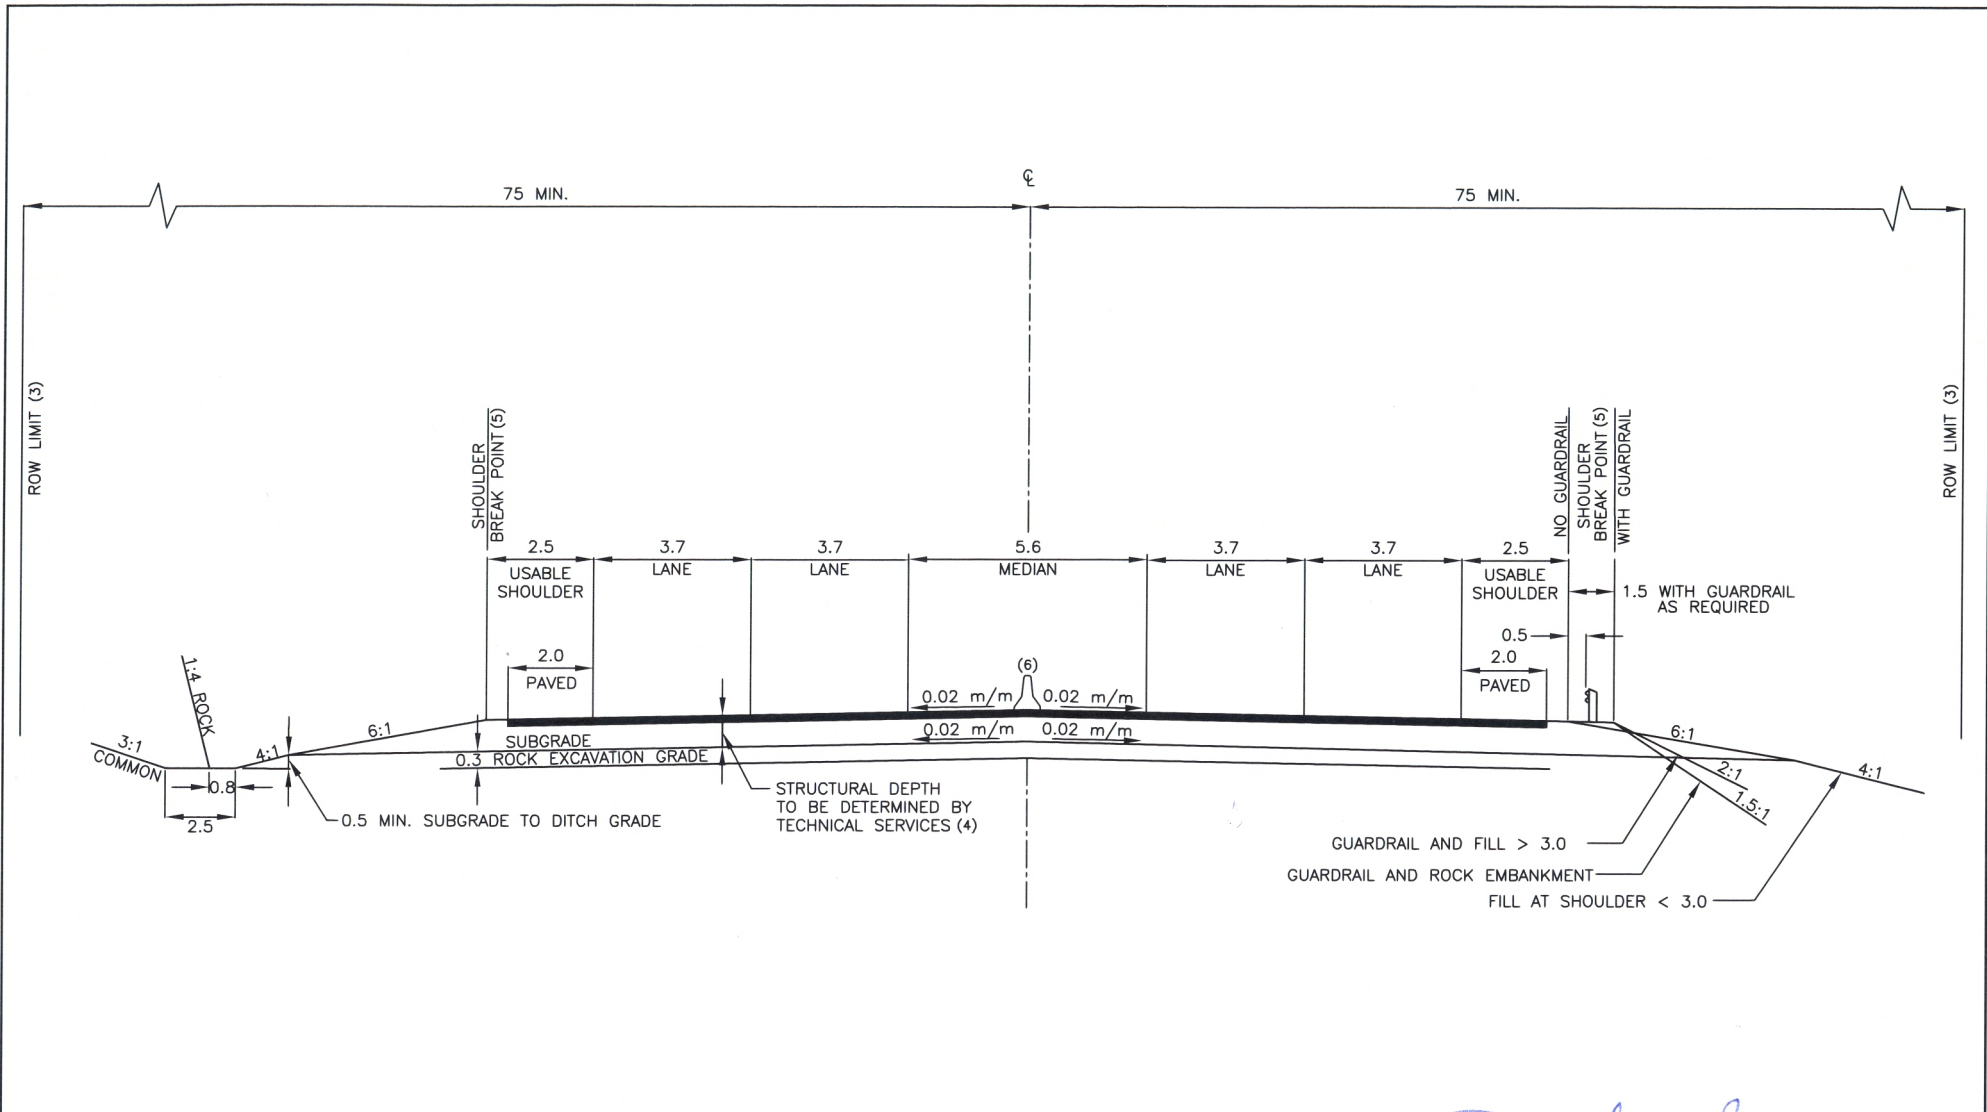 ℄
75 MIN.
75 MIN.
ROW LIMIT (3)
ROW LIMIT (3)
SHOULDER
BREAK POINT (5)
NO GUARDRAIL
SHOULDER
BREAK POINT (5)
WITH GUARDRAIL
2.5
3.7
3.7
5.6
3.7
3.7
2.5
USABLE
SHOULDER
LANE
LANE
MEDIAN
LANE
LANE
USABLE
SHOULDER
1.5 WITH GUARDRAIL
AS REQUIRED
0.5
2.0
PAVED
(6)
2.0
PAVED
1:4 ROCK
0.02 m/m
0.02 m/m
0.02 m/m
0.02 m/m
3:1
COMMON
4:1
6:1
SUBGRADE
0.3
ROCK EXCAVATION GRADE
6:1
2:1
1.5:1
4:1
0.8
2.5
0.5 MIN. SUBGRADE TO DITCH GRADE
STRUCTURAL DEPTH
TO BE DETERMINED BY
TECHNICAL SERVICES (4)
GUARDRAIL AND FILL > 3.0
GUARDRAIL AND ROCK EMBANKMENT
FILL AT SHOULDER < 3.0